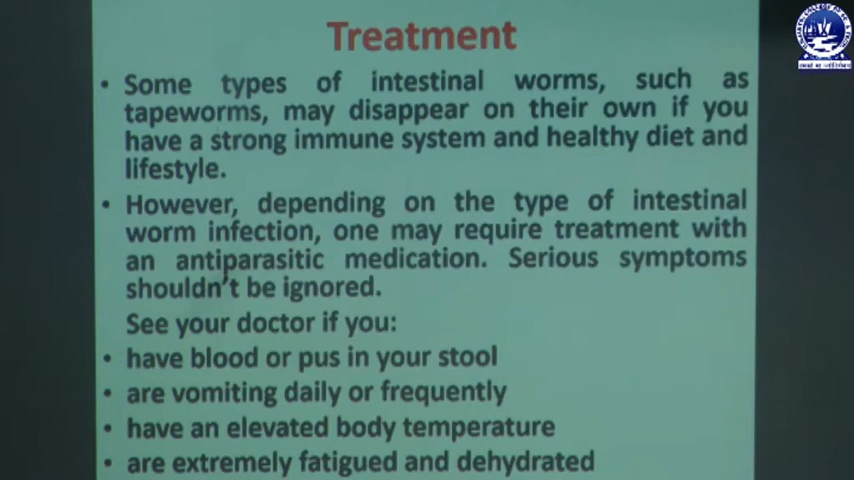 Treatment
• Some types of intestinal worms, such as
tapeworms, may disappear on their own if you
have a strong immune system and healthy diet and
lifestyle.
• However, depending on the type of intestinal
worm infection, one may require treatment with
an antiparasitic medication. Serious symptoms
shouldn't be ignored.
See your doctor if you:
• have blood or pus in your stool
• are vomiting daily or frequently
• have an elevated body temperature
• are extremely fatigued and dehydrated